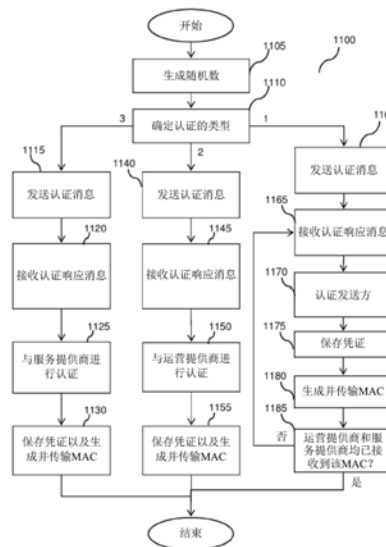 开始
1105
1100
生成随机数
1110
确定认证的类型
3
2
1
1115
发送认证消息
1140
发送认证消息
发送认证消息
1120
接收认证响应消息
1145
接收认证响应消息
1165
接收认证响应消息
1170
认证发送方
1125
与服务提供商进
行认证
1150
与运营提供商进
行认证
1175
保存凭证
1180
生成并传输MAC
1130
保存凭证以及生
成并传输MAC
1155
保存凭证以及生
成并传输MAC
1185
运营提供商和服
务提供商均已接
收到该MAC?
否
是
结束